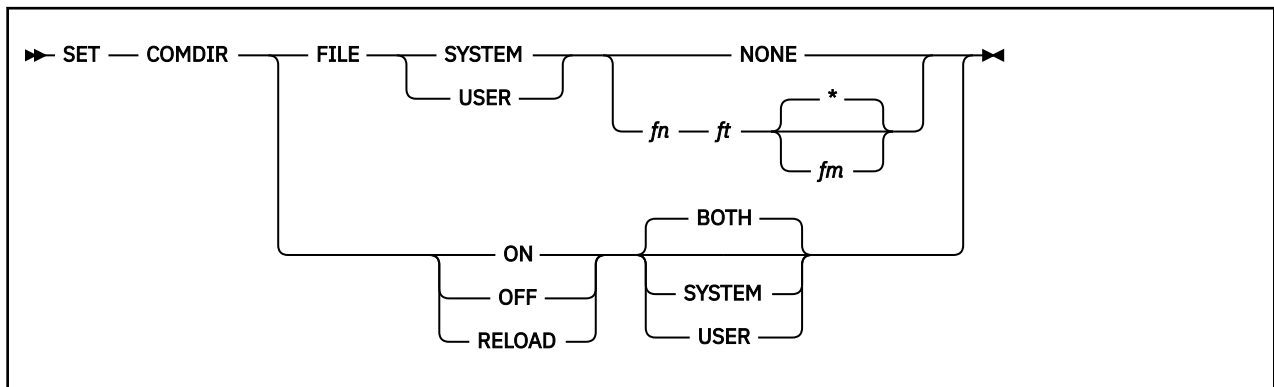 SET COMDIR FILE SYSTEM NONE
USER
*
fn ft
fm
BOTH
ON
OFF SYSTEM
RELOAD USER